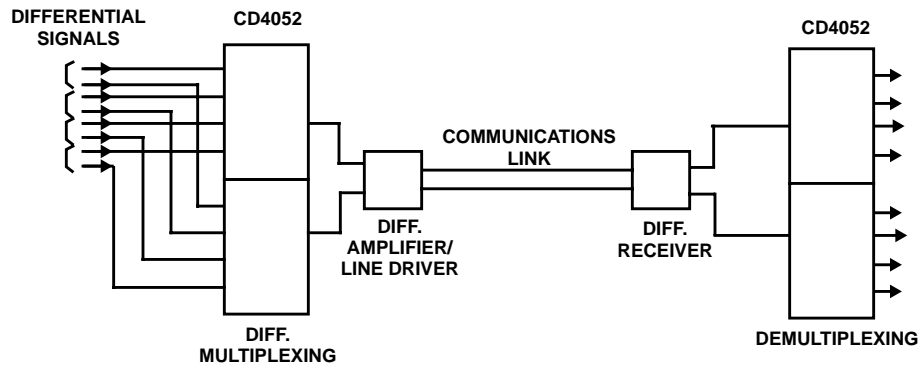 DIFFERENTIAL
SIGNALS
CD4052
CD4052
COMMUNICATIONS
LINK
DIFF.
AMPLIFIER/
LINE DRIVER
DIFF.
RECEIVER
DIFF.
MULTIPLEXING
DEMULTIPLEXING